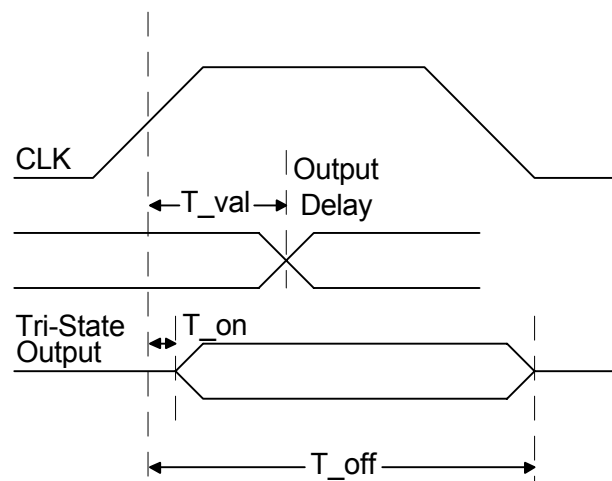 CLK
Output
Delay
T_val
Tri-State
Output
T_on
T_off